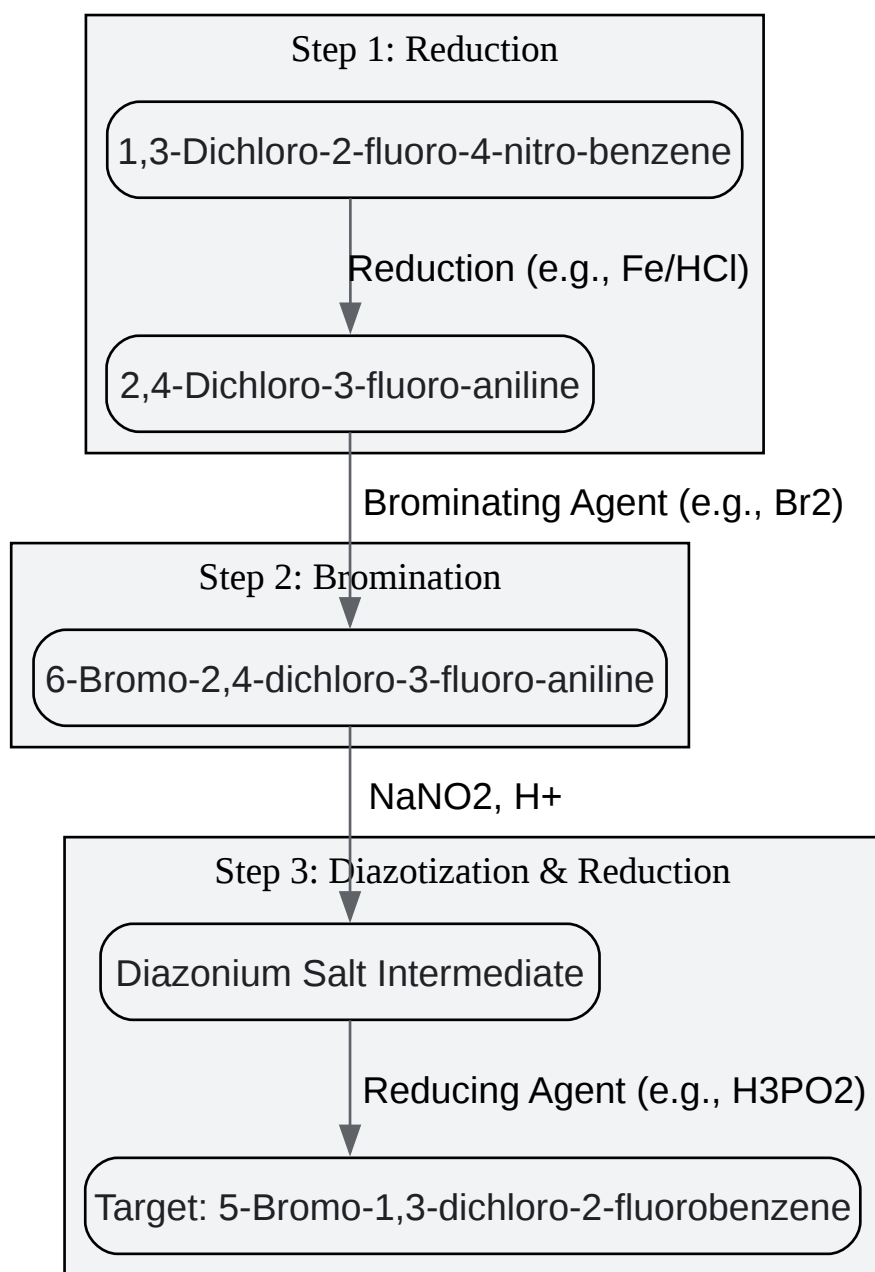 Step 1: Reduction
1,3-Dichloro-2-fluoro-4-nitro-benzene
Reduction (e.g., Fe/HCl)
2,4-Dichloro-3-fluoro-aniline
Brominating Agent (e.g., Br2)
Step 2: Bromination
6-Bromo-2,4-dichloro-3-fluoro-aniline
NaNO2, H+
Step 3: Diazotization & Reduction
Diazonium Salt Intermediate
Reducing Agent (e.g., H3PO2)
Target: 5-Bromo-1,3-dichloro-2-fluorobenzene